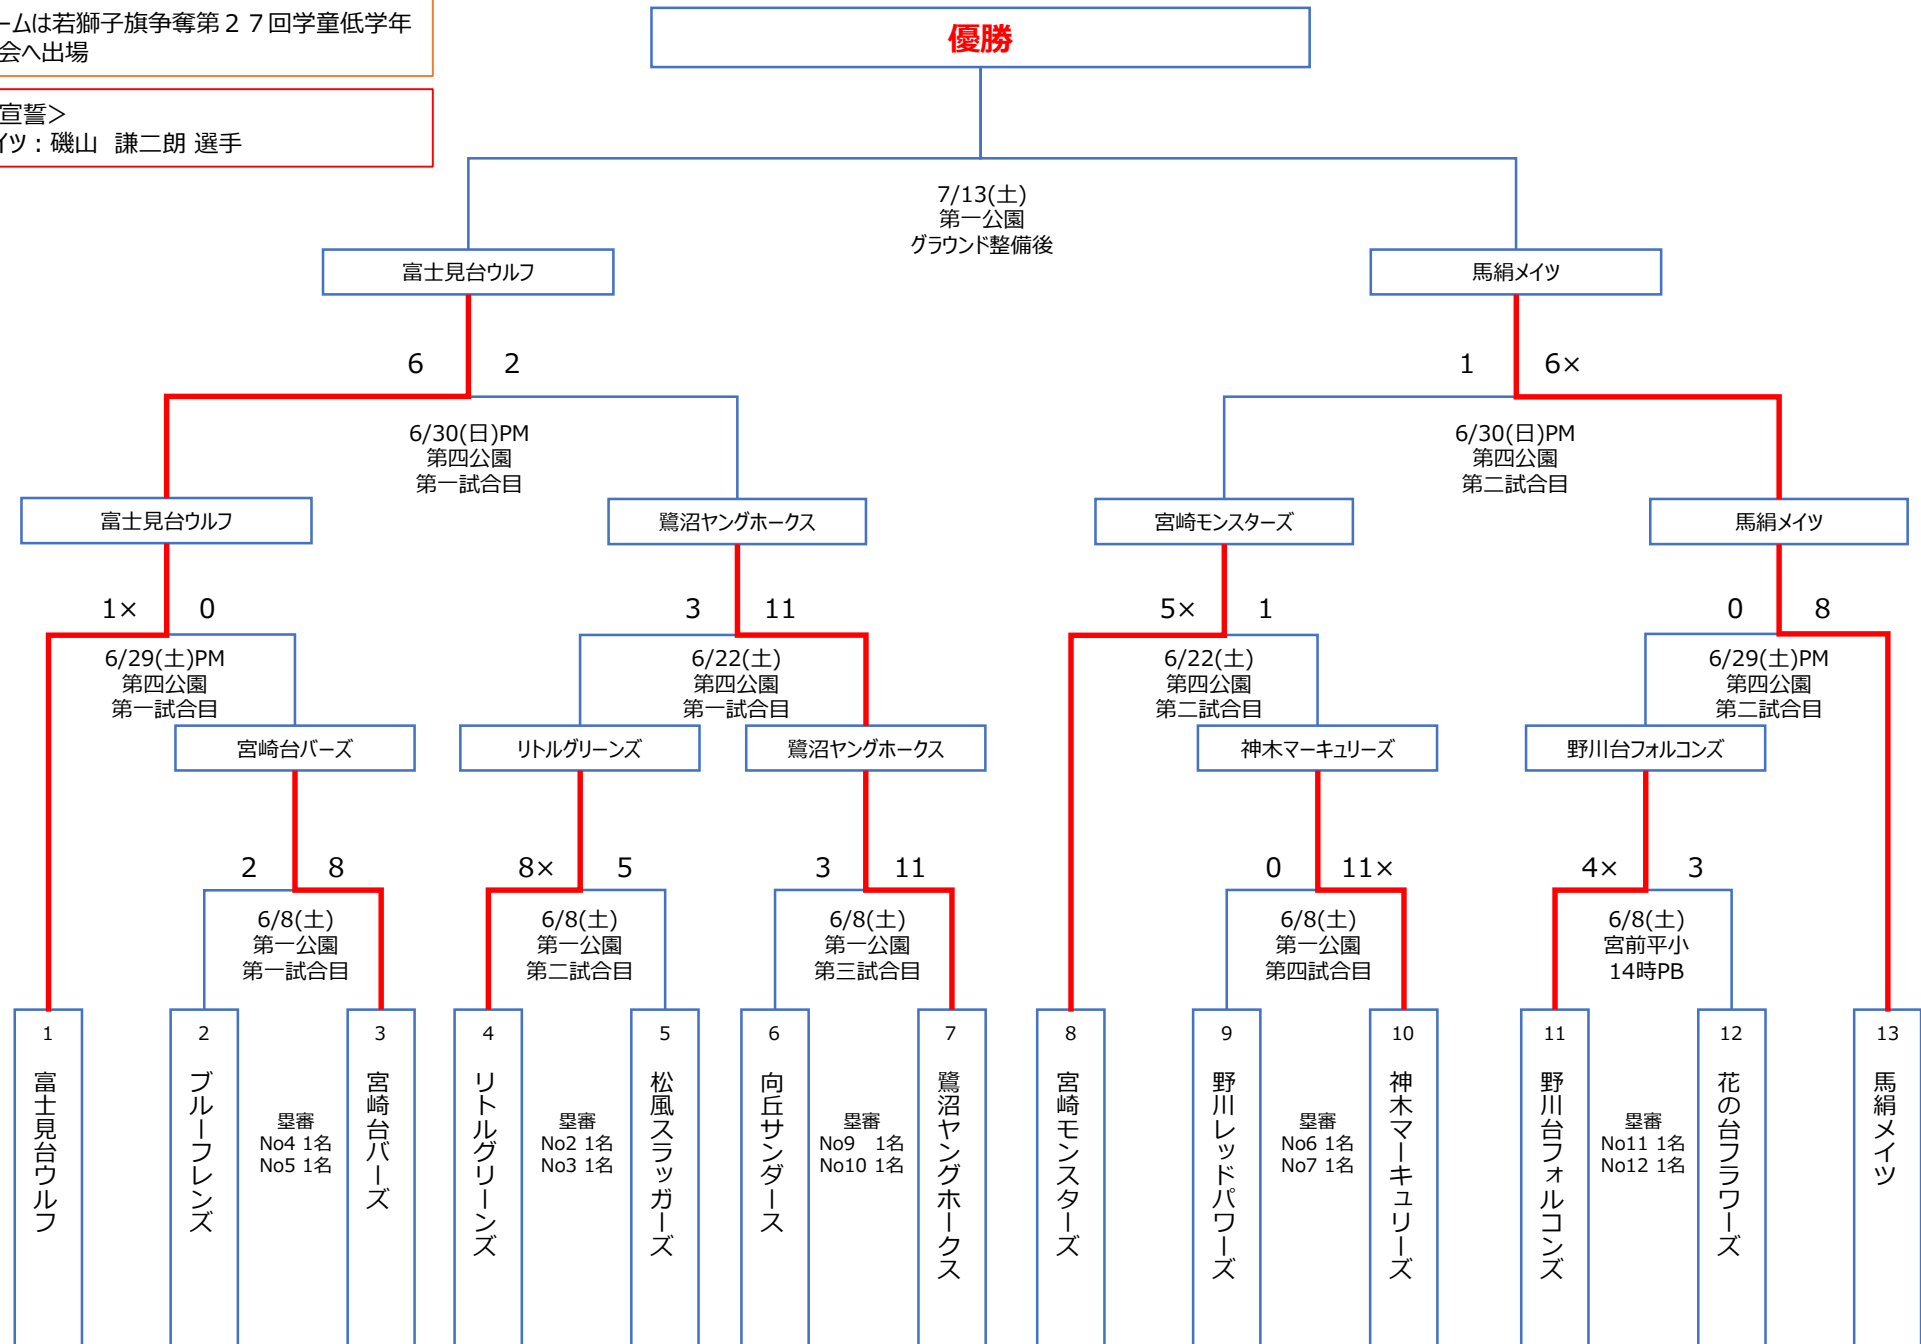 ームは若獅子旗争奪第２７回学童低学年
会へ出場
宣誓＞
イツ：磯山 謙二朗 選手
優勝
7/13(土)
第一公園
グラウンド整備後
富士見台ウルフ
馬絹メイツ
6 2
1 6×
6/30(日)PM
第四公園
第一試合目
6/30(日)PM
第四公園
第二試合目
富士見台ウルフ
鷺沼ヤングホークス
宮崎モンスターズ
馬絹メイツ
1× 0
3 11
5× 1
0 8
6/29(土)PM
第四公園
第一試合目
6/22(土)
第四公園
第一試合目
6/22(土)
第四公園
第二試合目
6/29(土)PM
第四公園
第二試合目
宮崎台バーズ
リトルグリーンズ
鷺沼ヤングホークス
神木マーキュリーズ
野川台フォルコンズ
2 8
8× 5
3 11
0 11×
4× 3
6/8(土)
第一公園
第一試合目
6/8(土)
第一公園
第二試合目
6/8(土)
第一公園
第三試合目
6/8(土)
第一公園
第四試合目
6/8(土)
宮前平小
14時PB
1
富士見台ウルフ
2
ブルーフレンズ
塁審
No4 1名
No5 1名
3
宮崎台バーズ
4
リトルグリーンズ
塁審
No2 1名
No3 1名
5
松風スラッガーズ
6
向丘サンダース
塁審
No9 1名
No10 1名
7
鷺沼ヤングホークス
8
宮崎モンスターズ
9
野川レッドパワーズ
塁審
No6 1名
No7 1名
10
神木マーキュリーズ
11
野川台フォルコンズ
塁審
No11 1名
No12 1名
12
花の台フラワーズ
13
馬絹メイツ